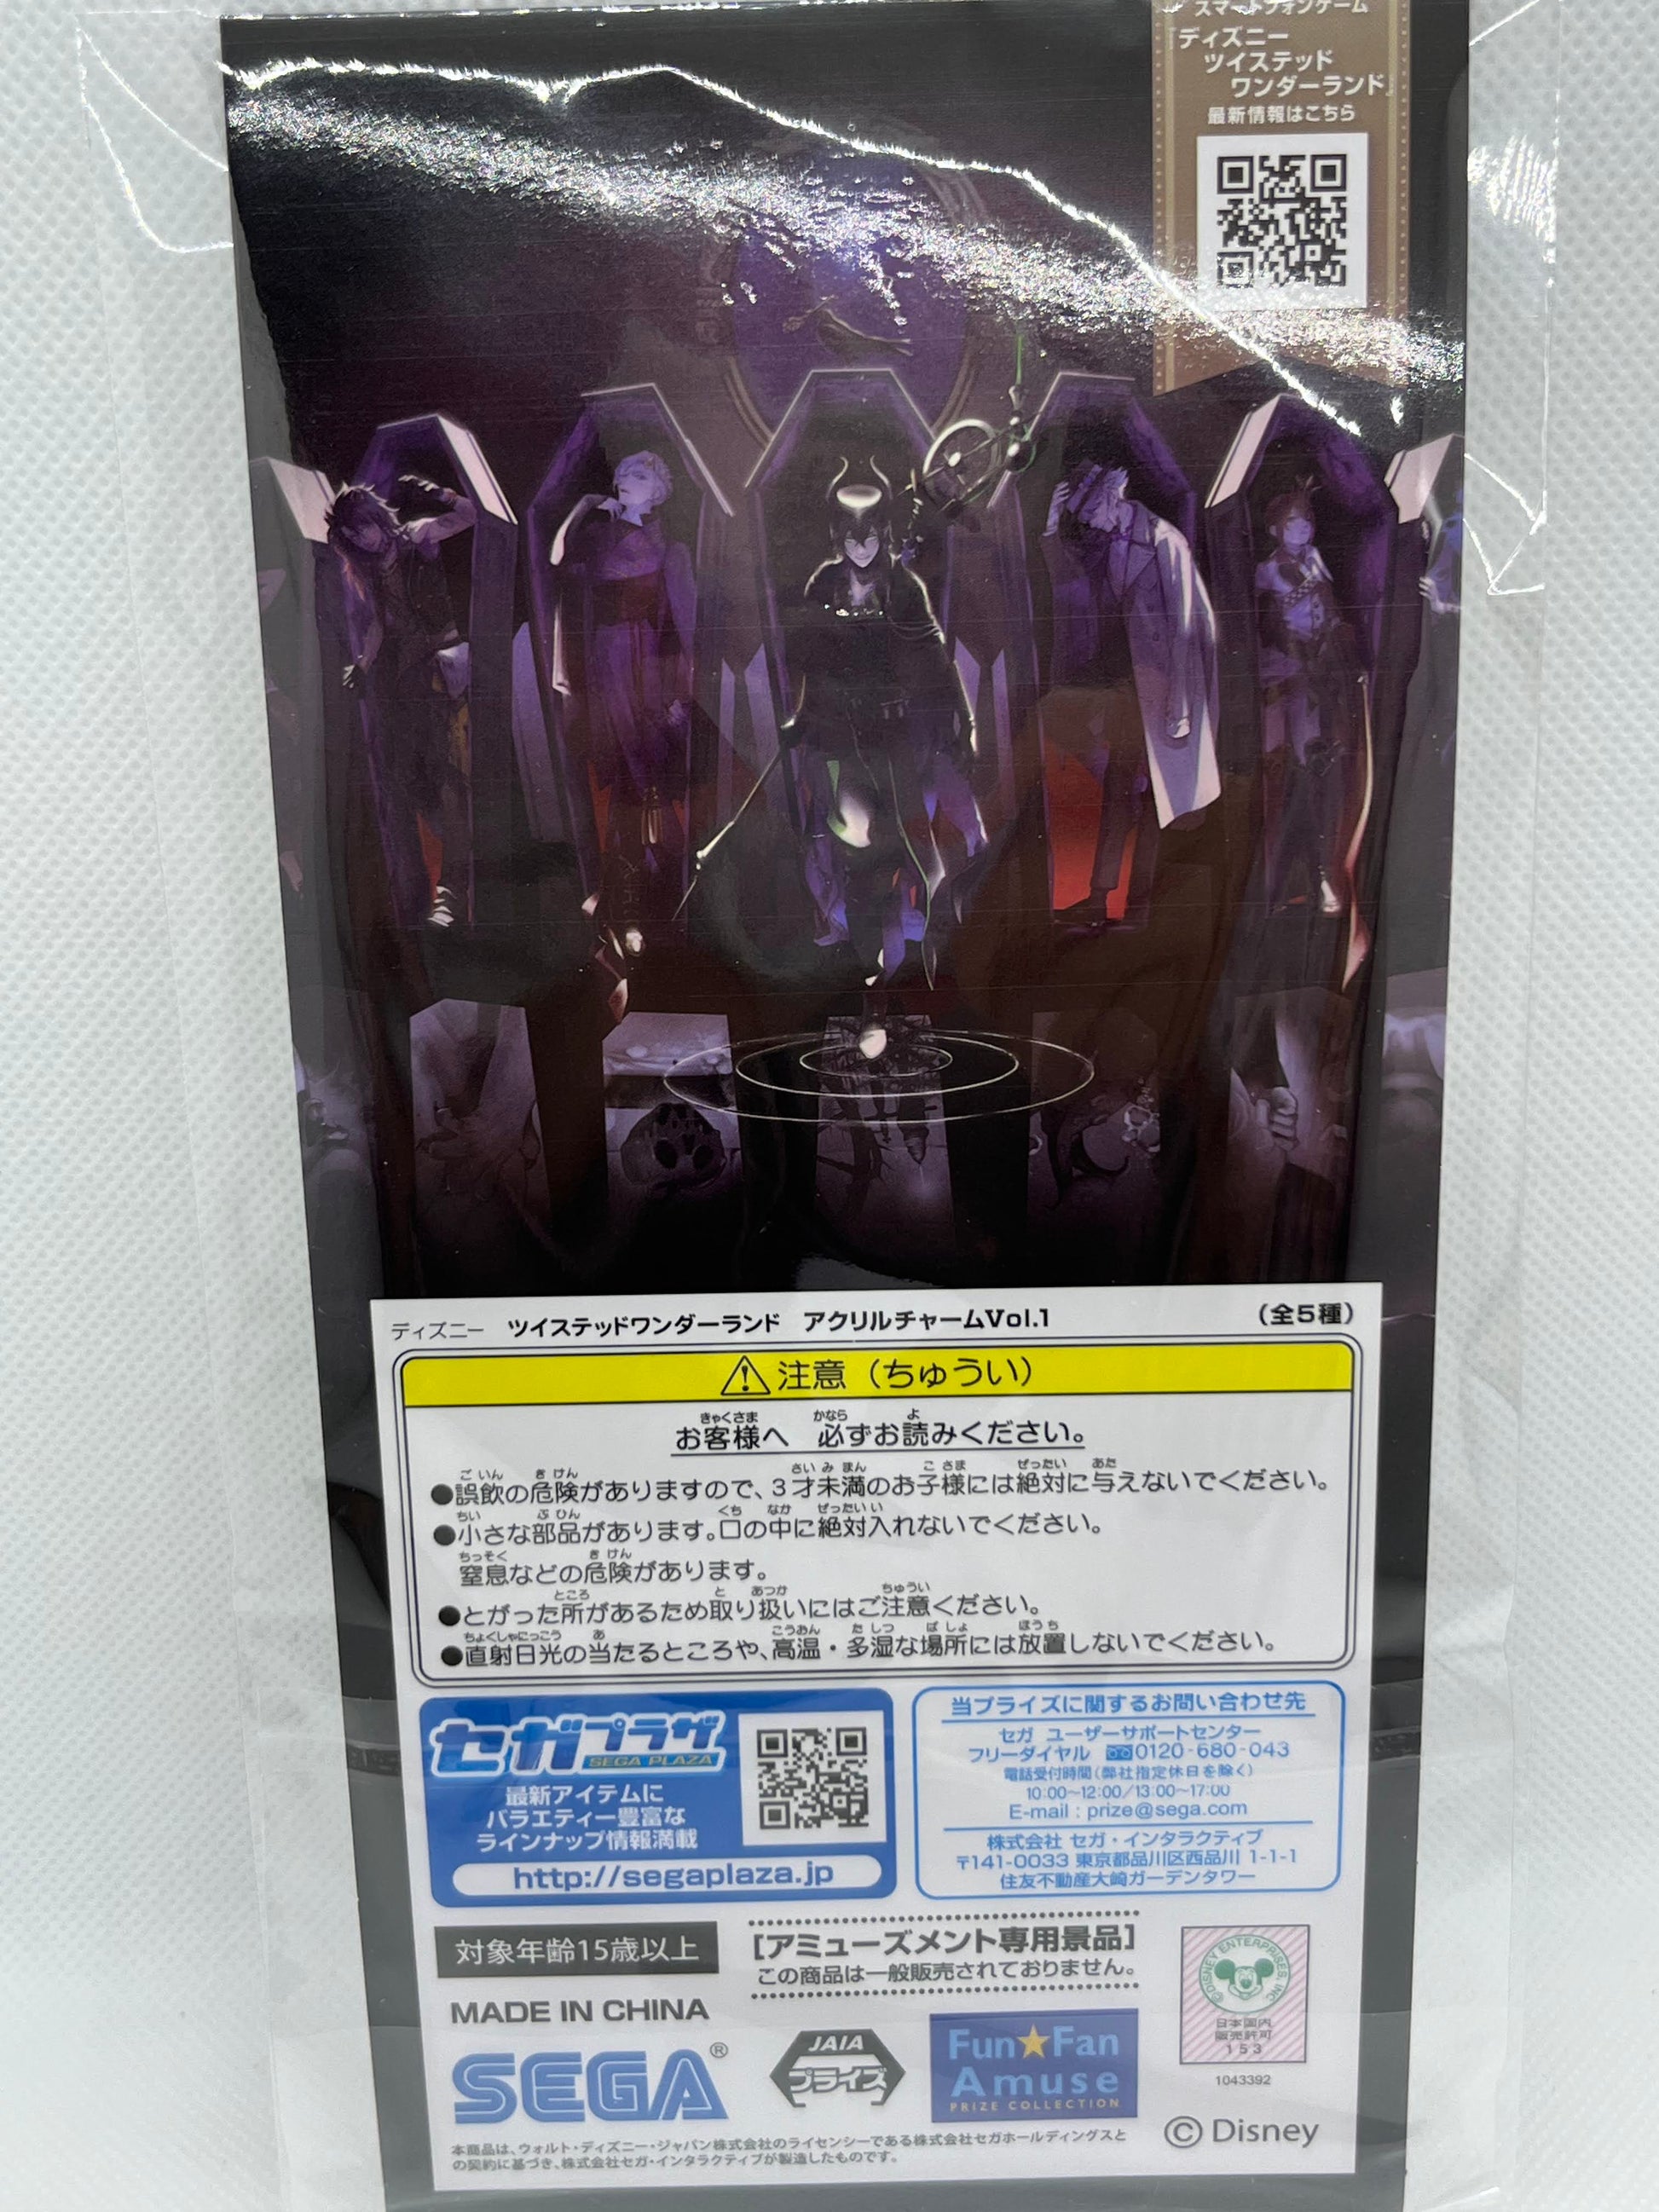 スマートフォンゲーム
『ディズニー
ツイステッド
ワンダーランド』
最新情報はこちら
ディズニー ツイステッドワンダーランド アクリルチャームVol.1 (全5種)
注意(ちゅうい)
お客様へ 必ずお読みください。
●誤飲の危険がありますので、3才未満のお子様には絶対に与えないでください。
●小さな部品があります。口の中に絶対入れないでください。
窒息などの危険があります。
●とがった所があるため取り扱いにはご注意ください。
●直射日光の当たるところや、高温・多湿な場所には放置しないでください。
セガプラザ
SEGA PLAZA
最新アイテムに
バラエティー豊富な
ラインナップ情報満載
http://segaplaza.jp
当プライズに関するお問い合わせ先
セガ ユーザーサポートセンター
フリーダイヤル 0120-680-043
電話受付時間(弊社指定休日を除く)
10:00~12:00/13:00~17:00
E-mail : prize@sega.com
株式会社 セガ・インタラクティブ
〒141-0033 東京都品川区西品川 1-1-1
住友不動産大崎ガーデンタワー
対象年齢15歳以上
[アミューズメント専用景品]
この商品は一般販売されておりません。
MADE IN CHINA
SEGA®
JAIA
プライズ
Fun★Fan
Amuse
PRIZE COLLECTION
©DISNEY ENTERPRISES, INC
日本国内
販売許可
153
1043392
© Disney
本商品は、ウォルト・ディズニー・ジャパン株式会社のライセンシーである株式会社セガホールディングスと
の契約に基づき、株式会社セガ・インタラクティブが製造したものです。